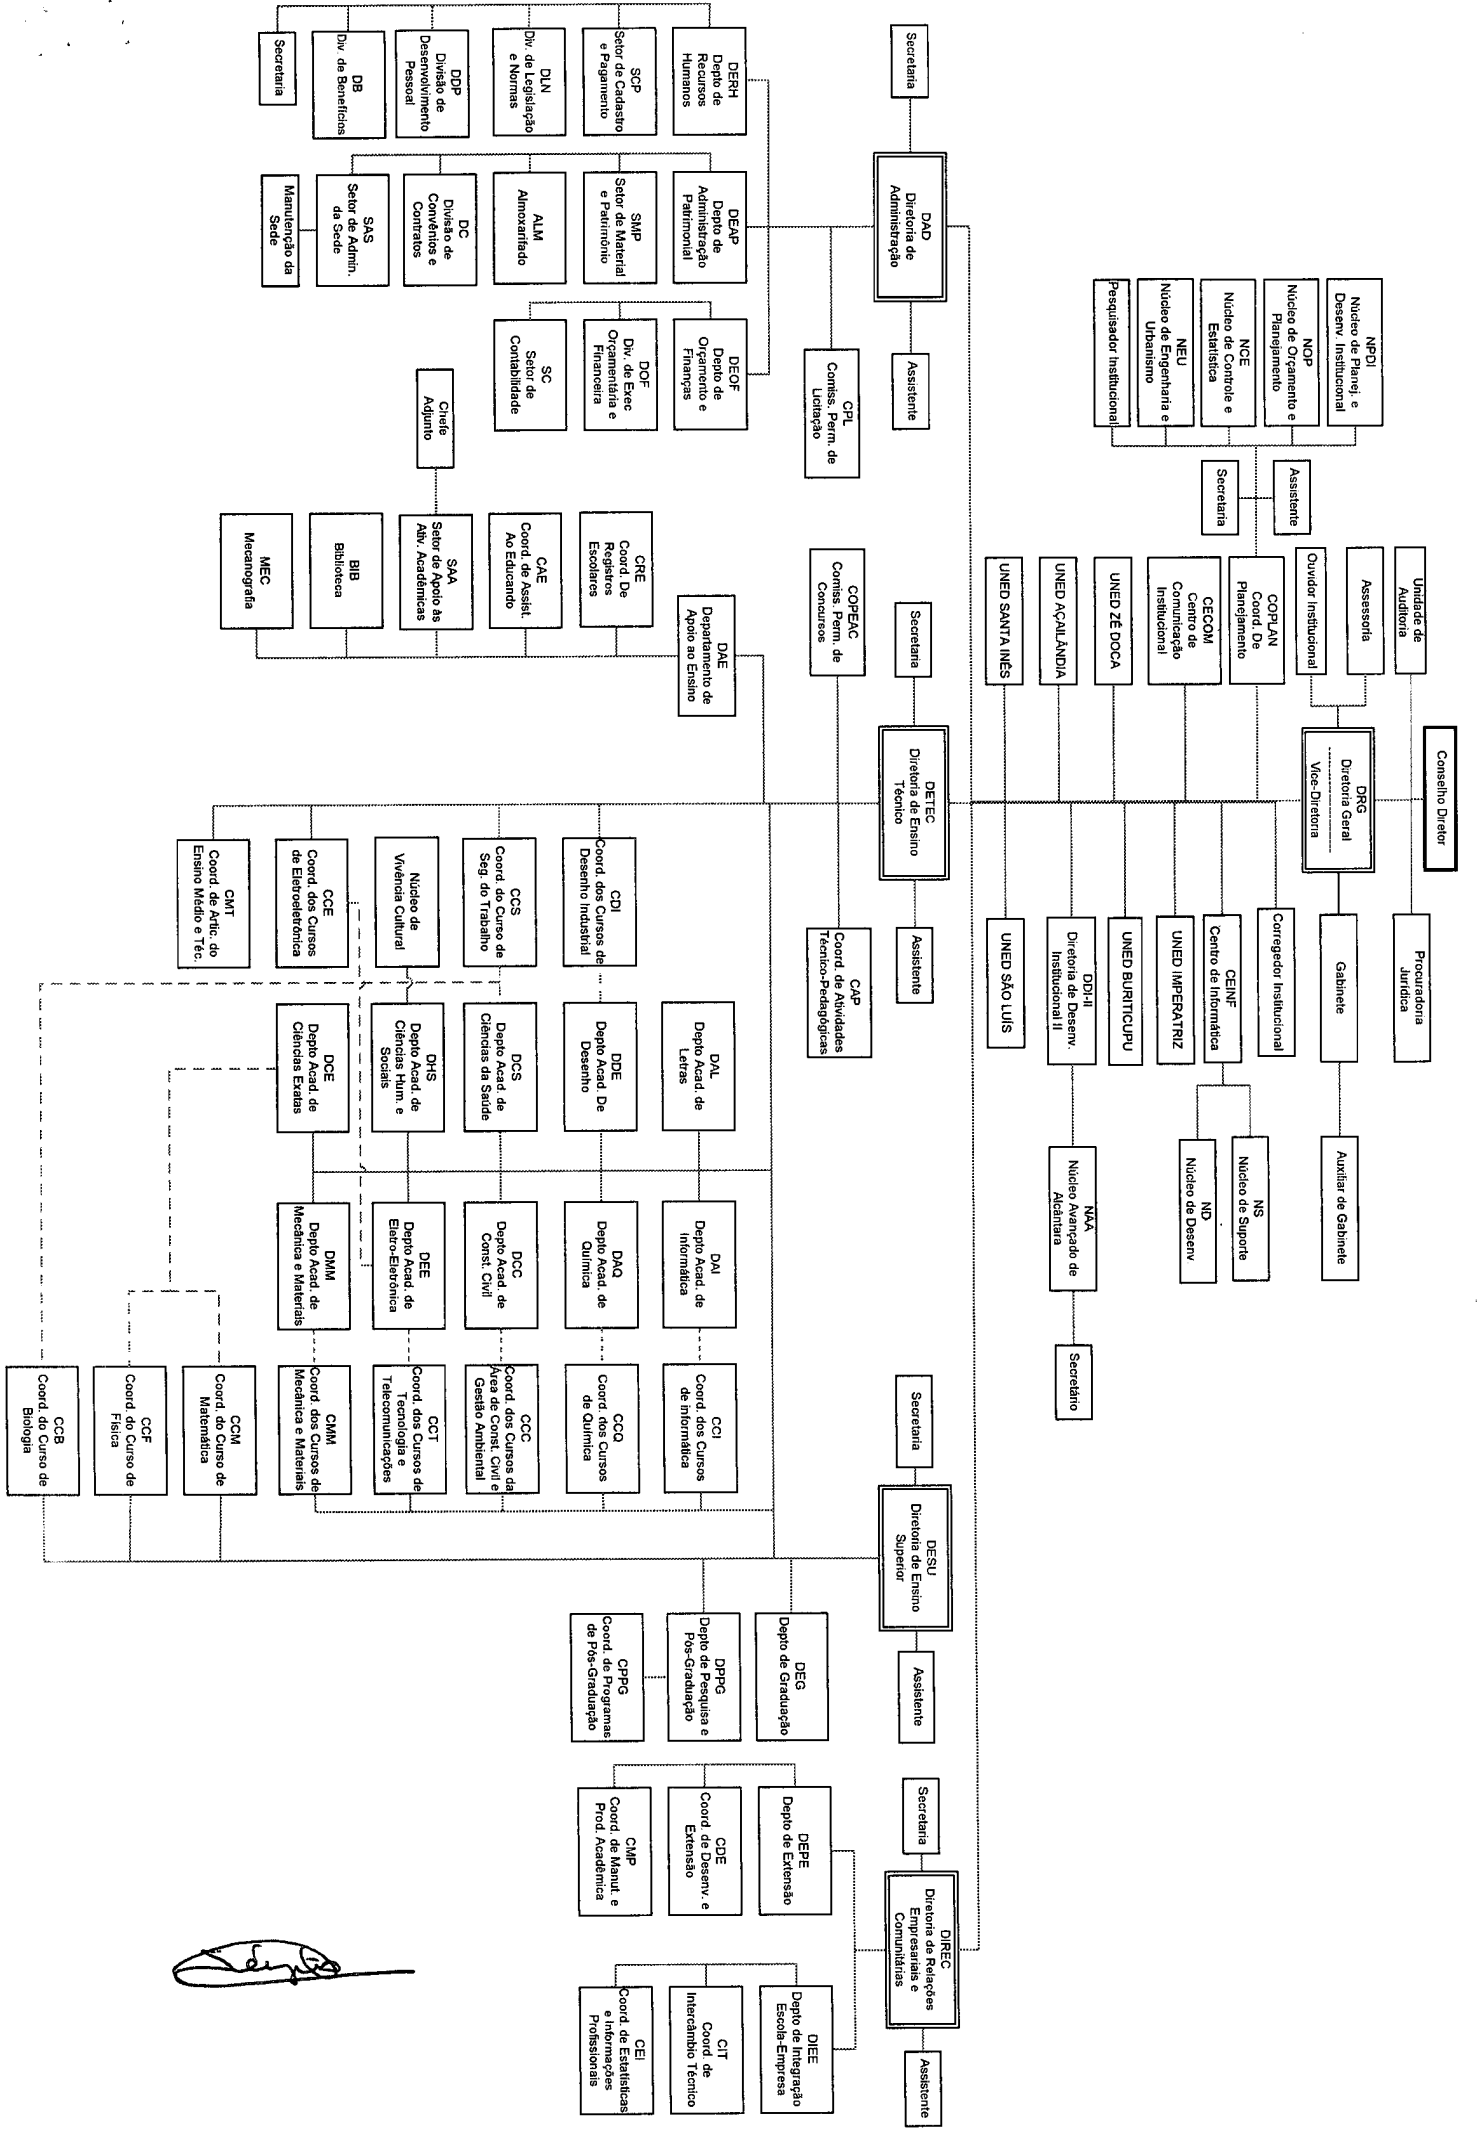 Conselho Diretor
Unidade de
Auditoria
Procuradoria
Jurídica
DRG
Diretoria Geral
Vice-Diretoria
Assessoria
Ouvidor Institucional
Gabinete
Auxiliar de Gabinete
COPLAN
Coord. De
Planejamento
Assistente
Secretaria
NPDI
Núcleo de Planej. e
Desenv. Institucional
NOP
Núcleo de Orçamento e
Planejamento
NCE
Núcleo de Controle e
Estatística
NEU
Núcleo de Engenharia e
Urbanismo
Pesquisador Institucional
Corregedor Institucional
CEINF
Centro de Informática
NS
Núcleo de Suporte
ND
Núcleo de Desenv
CECOM
Centro de
Comunicação
Institucional
UNED IMPERATRIZ
UNED ZÉ DOCA
UNED BURITICUPU
UNED AÇAILÂNDIA
DDI-II
Diretoria de Desenv.
Institucional II
NAA
Núcleo Avançado de
Alcântara
Secretário
UNED SANTA INÊS
UNED SÃO LUÍS
Secretaria
DAD
Diretoria de
Administração
Assistente
CPL
Comiss. Perm. de
Licitação
DERH
Depto de
Recursos
Humanos
SCP
Setor de Cadastro
e Pagamento
DLN
Div. de Legislação
e Normas
DDP
Divisão de
Desenvolvimento
Pessoal
DB
Div. de Benefícios
Secretaria
DEAP
Depto de
Administração
Patrimonial
SMP
Setor de Material
e Patrimônio
ALM
Almoxarifado
DC
Divisão de
Convênios e
Contratos
SAS
Setor de Admin.
da Sede
Manutenção da
Sede
DEOF
Depto de
Orçamento e
Finanças
DOF
Div. de Exec
Orçamentária e
Financeira
SC
Setor de
Contabilidade
Secretaria
DETEC
Diretoria de Ensino
Técnico
Assistente
COPEAC
Comiss. Perm. de
Concursos
CAP
Coord. de Atividades
Técnico-Pedagógicas
DAE
Departamento de
Apoio ao Ensino
CRE
Coord. De
Registros
Escolares
CAE
Coord. de Assist.
Ao Educando
SAA
Setor de Apoio às
Ativ. Acadêmicas
Chefe
Adjunto
BIB
Biblioteca
MEC
Mecanografia
CDI
Coord. dos Cursos de
Desenho Industrial
CCS
Coord. do Curso de
Seg. do Trabalho
Núcleo de
Vivência Cultural
CCE
Coord. dos Cursos
de Eletroeletrônica
CMT
Coord. de Artic. do
Ensino Médio e Téc.
DAL
Depto Acad. de
Letras
DDE
Depto Acad. De
Desenho
DCS
Depto Acad. de
Ciências da Saúde
DHS
Depto Acad. de
Ciências Hum. e
Sociais
DCE
Depto Acad. de
Ciências Exatas
DAI
Depto Acad. de
Informática
DAQ
Depto Acad. de
Química
DCC
Depto Acad. de
Const. Civil
DEE
Depto Acad. de
Eletro-Eletrônica
DMM
Depto Acad. de
Mecânica e Materiais
CCI
Coord. dos Cursos
de informática
CCQ
Coord. dos Cursos
de Química
CCC
Coord. dos Cursos da
Área de Const. Civil e
Gestão Ambiental
CCT
Coord. dos Cursos de
Tecnologia e
Telecomunicações
CMM
Coord. dos Cursos de
Mecânica e Materiais
CCM
Coord. do Curso de
Matemática
CCF
Coord. do Curso de
Física
CCB
Coord. do Curso de
Biologia
Secretaria
DESU
Diretoria de Ensino
Superior
Assistente
DEG
Depto de Graduação
DPPG
Depto de Pesquisa e
Pós-Graduação
CPPG
Coord. de Programas
de Pós-Graduação
Secretaria
DIREC
Diretoria de Relações
Empresariais e
Comunitárias
Assistente
DEPE
Depto de Extensão
CDE
Coord. de Desenv. e
Extensão
CMP
Coord. de Manut. e
Prod. Acadêmica
DIEE
Depto de Integração
Escola-Empresa
CIT
Coord. de
Intercâmbio Técnico
CEI
Coord. de Estatísticas
e Informações
Profissionais